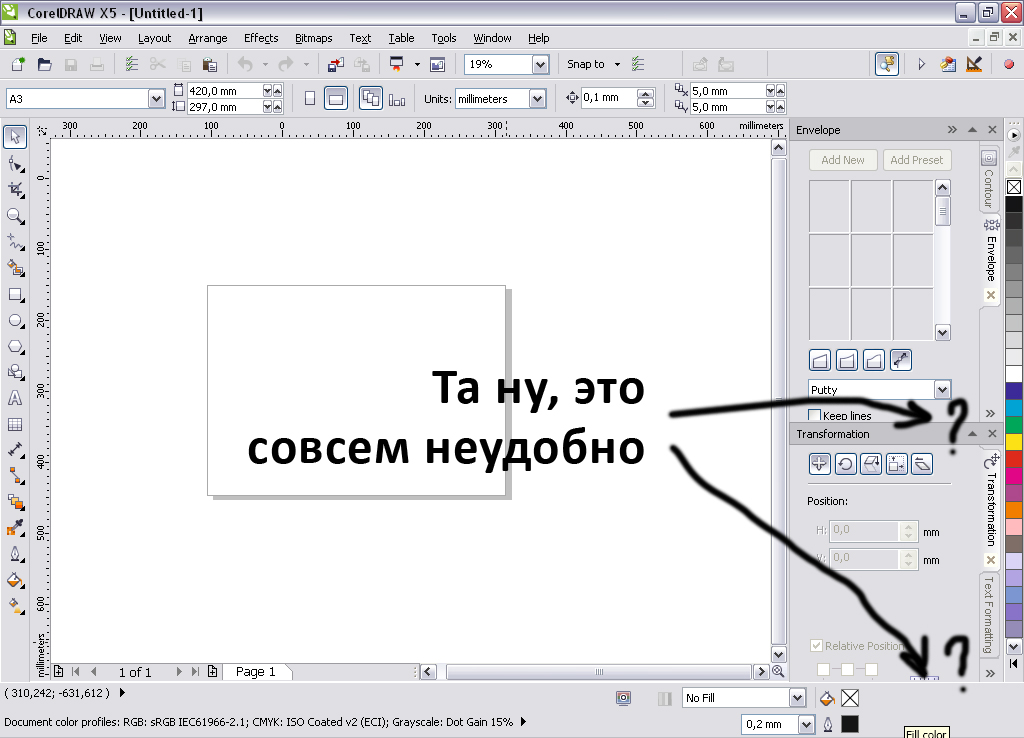 CorelDRAW X5 - [Untitled-1]
File Edit View Layout Arrange Effects Bitmaps Text Table Tools Window Help
19% Snap to
A3 420,0 mm 297,0 mm Units: millimeters 0,1 mm 5,0 mm 5,0 mm
300 200 100 0 100 200 300 400 500 600 millimeters
0
100
200
300
400
500
600
millimeters
Envelope
Add New Add Preset
Contour
Envelope
Putty
Keep lines
?
Та ну, это
совсем неудобно
Transformation
Position:
H: 0,0 mm
V: 0,0 mm
Transformation
Text Formatting
Relative Position
?
1 of 1 Page 1
( 310,242; -631,612 )
No Fill
Document color profiles: RGB: sRGB IEC61966-2.1; CMYK: ISO Coated v2 (ECI); Grayscale: Dot Gain 15%
0,2 mm
Fill color